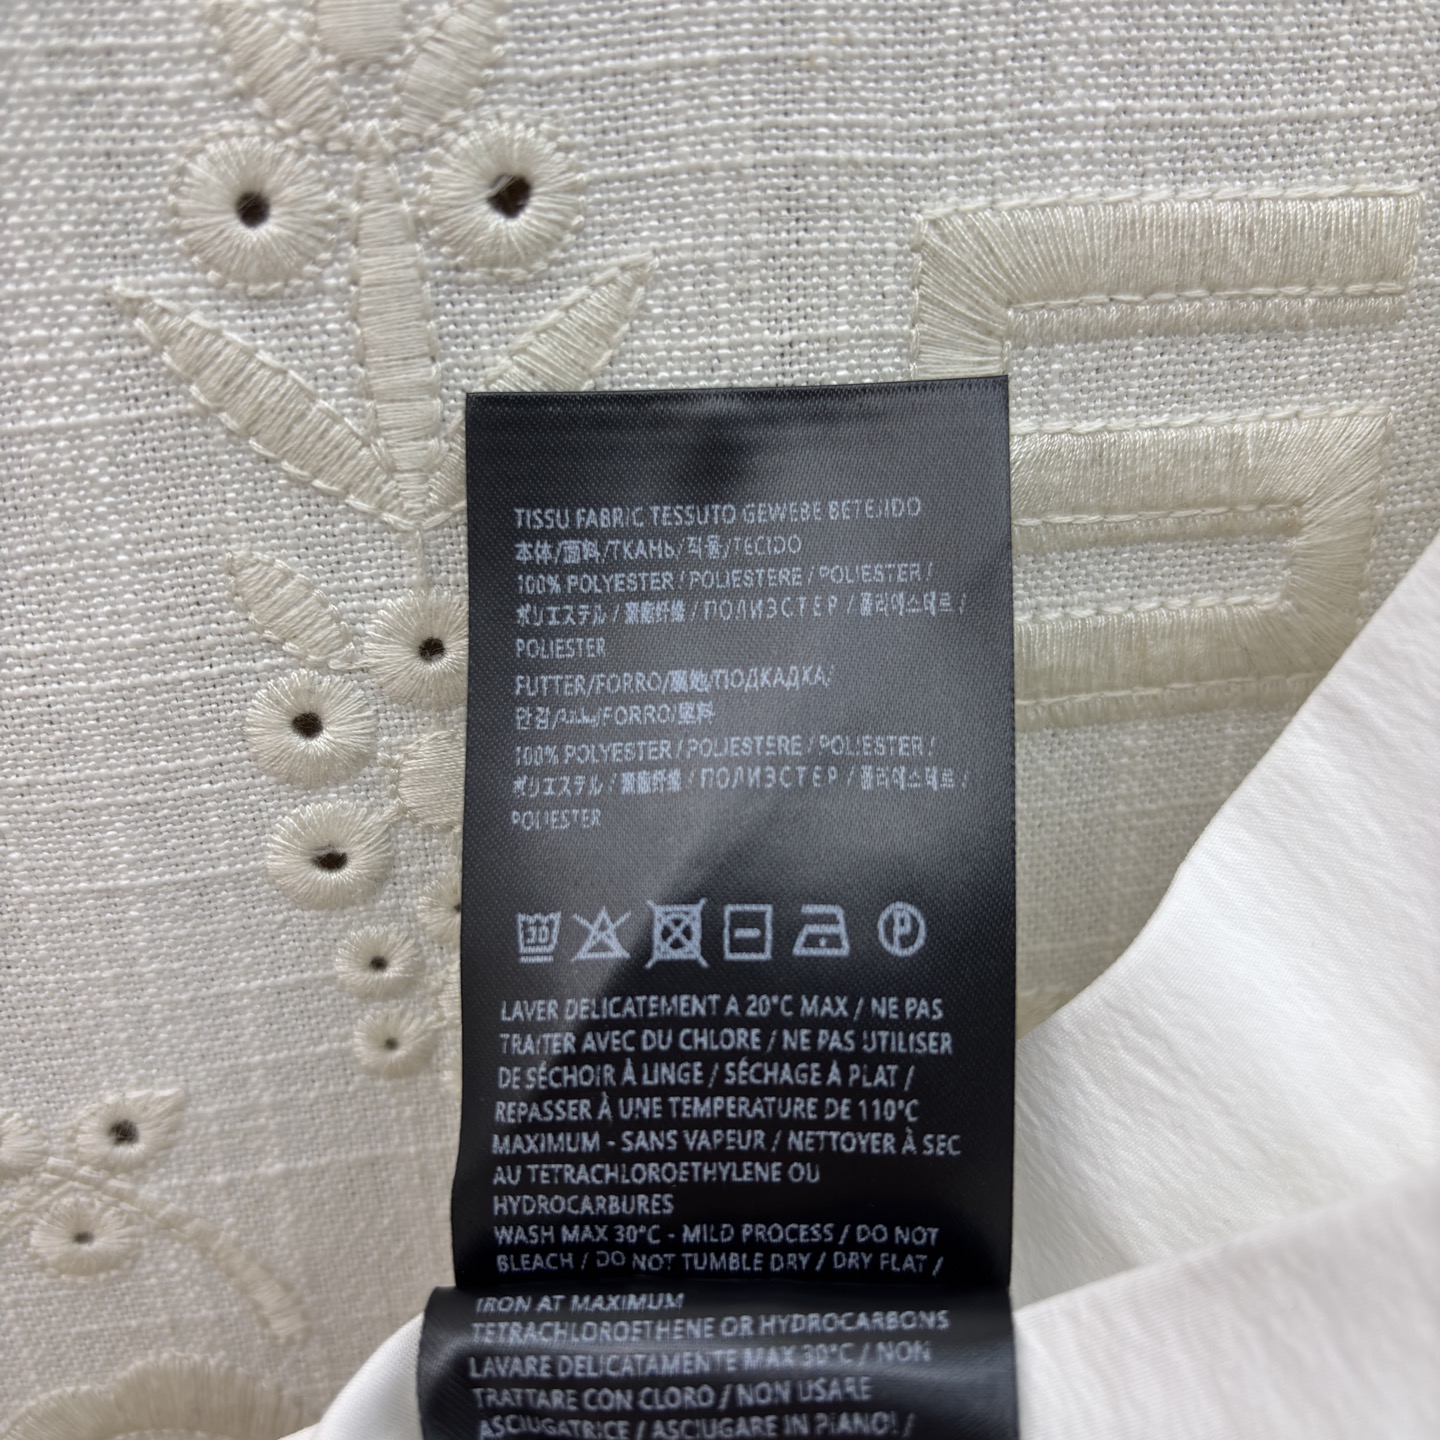 TISSU FABRIC TESSUTO GEWEBE BETEJIDO
本体/面料/ТКАНЬ/직물/TECIDO
100% POLYESTER / POLIESTERE / POLIESTER /
ポリエステル / 聚酯纤维 / ПОЛИЭСТЕР / 폴리에스테르 /
POLIESTER
FUTTER/FORRO/裏地/ПОДКАДКА/
안감/FORRO/里料
100% POLYESTER / POLIESTERE / POLIESTER /
ポリエステル / 聚酯纤维 / ПОЛИЭСТЕР / 폴리에스테르 /
POLIESTER
30 P
LAVER DELICATEMENT A 20°C MAX / NE PAS
TRAITER AVEC DU CHLORE / NE PAS UTILISER
DE SÉCHOIR À LINGE / SÉCHAGE À PLAT /
REPASSER À UNE TEMPERATURE DE 110°C
MAXIMUM - SANS VAPEUR / NETTOYER À SEC
AU TETRACHLOROETHYLENE OU
HYDROCARBURES
WASH MAX 30°C - MILD PROCESS / DO NOT
BLEACH / DO NOT TUMBLE DRY / DRY FLAT /
IRON AT MAXIMUM
TETRACHLOROETHENE OR HYDROCARBONS
LAVARE DELICATAMENTE MAX 30°C / NON
TRATTARE CON CLORO / NON USARE
ASCIUGATRICE / ASCIUGARE IN PIANO! /